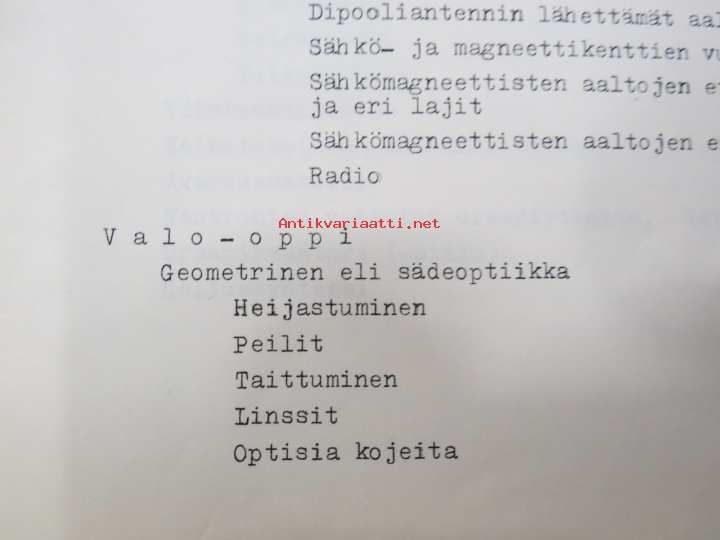 Dipooliantennin lähettämät
Sähkö- ja magneettikenttien
Sähkömagneettisten aaltojen
ja eri lajit
Sähkömagneettisten aaltojen
Radio
Antikvariaatti.net
V a l o - o p p i
Geometrinen eli sädeoptiikka
Heijastuminen
Peilit
Taittuminen
Linssit
Optisia kojeita